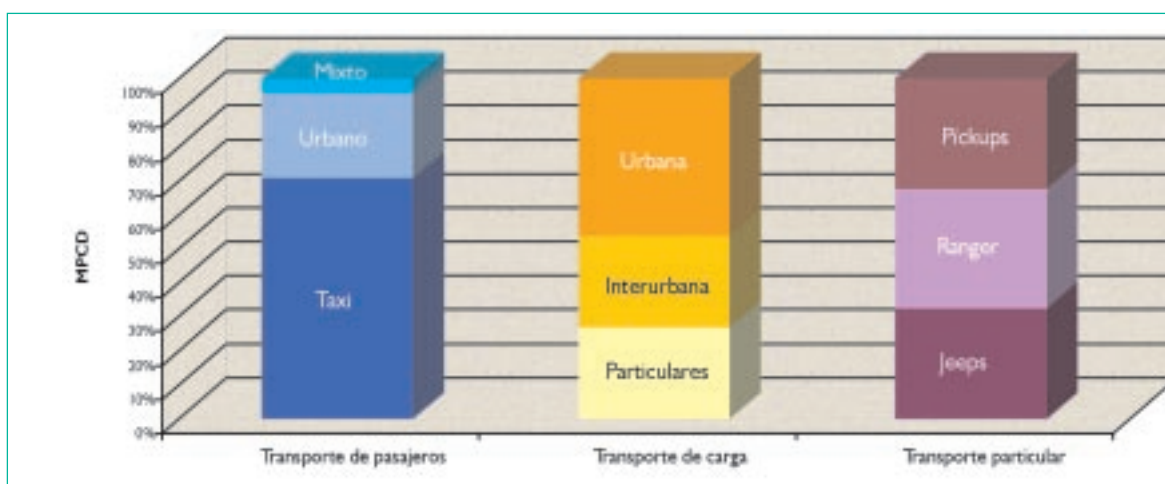 MPCD
100%
90%
80%
70%
60%
50%
40%
30%
20%
10%
0%
Mixto
Urbano
Taxi
Urbana
Interurbana
Particulares
Pickups
Ranger
Jeeps
Transporte de pasajeros
Transporte de carga
Transporte particular